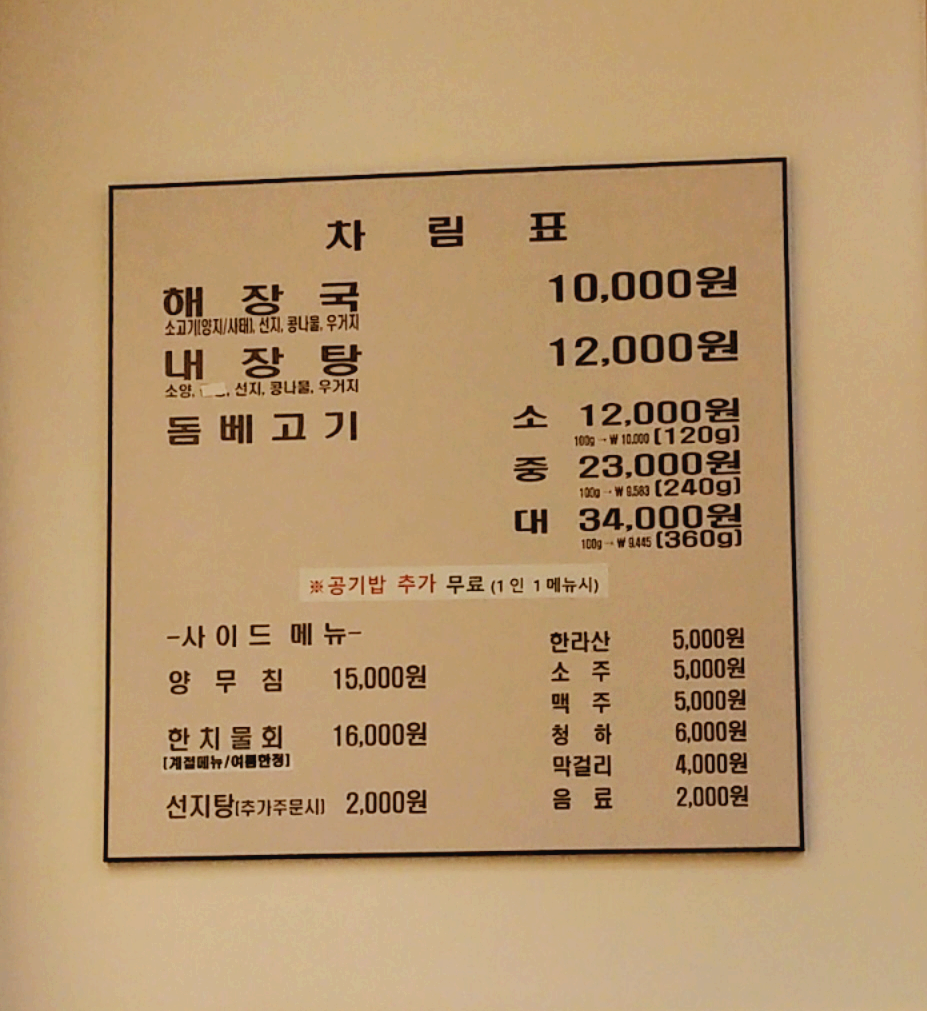 차 림 표
해 장 국 10,000원
소고기(양지/사태), 선지, 콩나물, 우거지
내 장 탕 12,000원
소양, , 선지, 콩나물, 우거지
돔 베 고 기 소 12,000원
100g → ₩ 10,000 (120g)
중 23,000원
100g → ₩ 9,583 (240g)
대 34,000원
100g → ₩ 9,445 (360g)
※공기밥 추가 무료 (1 인 1 메뉴시)
-사 이 드 메 뉴-
양 무 침 15,000원
한 치 물 회 16,000원
[계절메뉴/여름한정]
선지탕(추가주문시) 2,000원
한라산 5,000원
소 주 5,000원
맥 주 5,000원
청 하 6,000원
막걸리 4,000원
음 료 2,000원